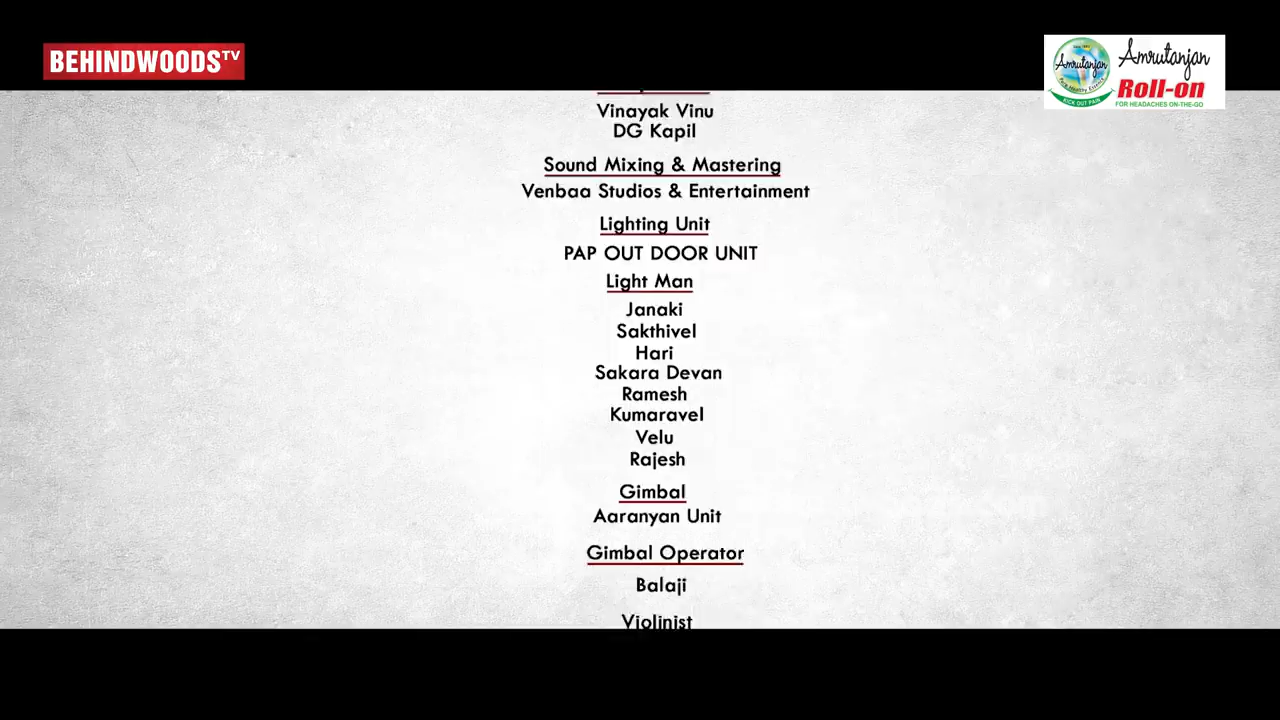 BEHINDWOODS TV
Amrutanjan
Amrutanjan
Roll-on
KICK OUT PAIN
FOR HEADACHES ON-THE-GO
Vinayak Vinu
DG Kapil
Sound Mixing & Mastering
Venbaa Studios & Entertainment
Lighting Unit
PAP OUT DOOR UNIT
Light Man
Janaki
Sakthivel
Hari
Sakara Devan
Ramesh
Kumaravel
Velu
Rajesh
Gimbal
Aaranyan Unit
Gimbal Operator
Balaji
Violinist